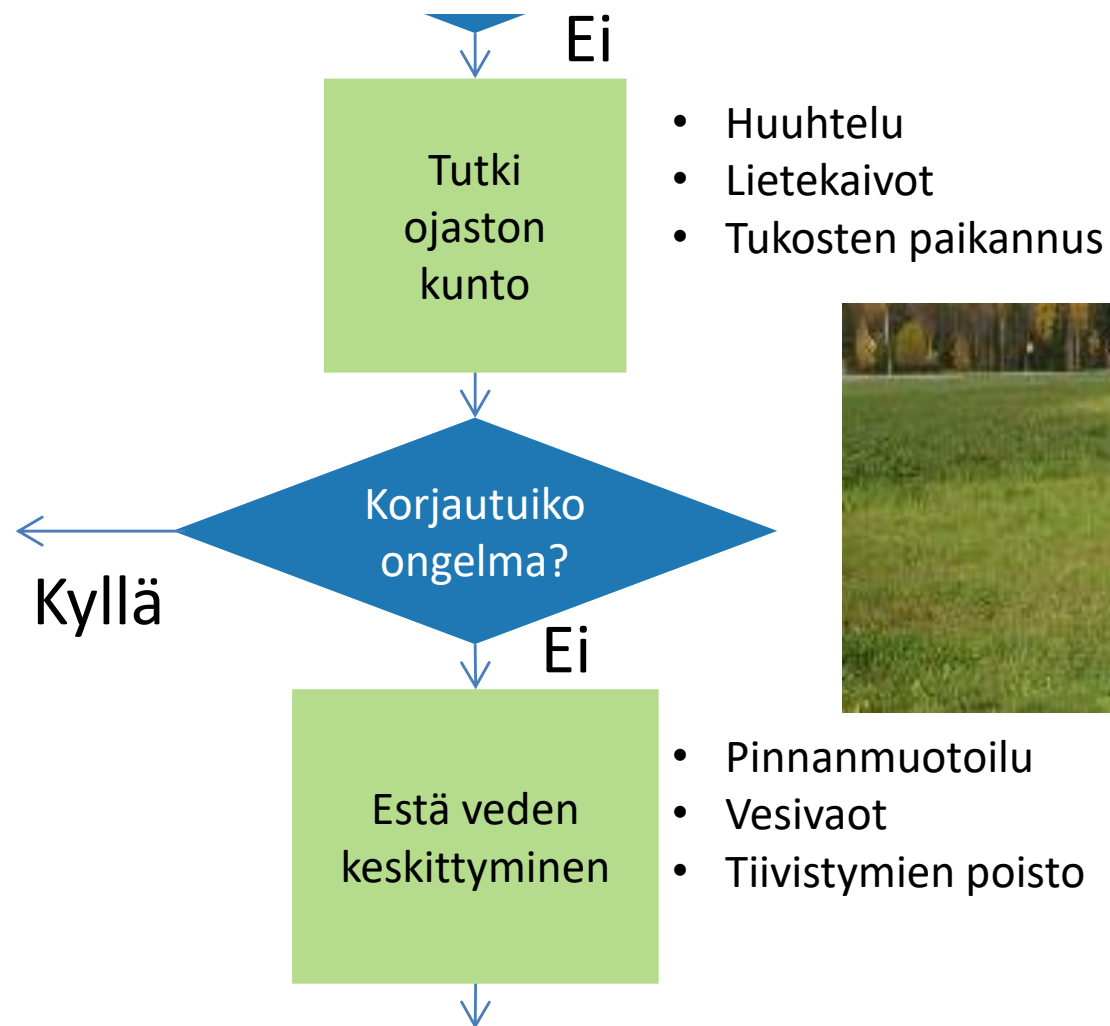 Ei
Tutki
ojaston
kunto
• Huuhtelu
• Lietekaivot
• Tukosten paikannus
Korjautuiko
ongelma?
Kyllä
Ei
Estä veden
keskittyminen
• Pinnanmuotoilu
• Vesivaot
• Tiivistymien poisto